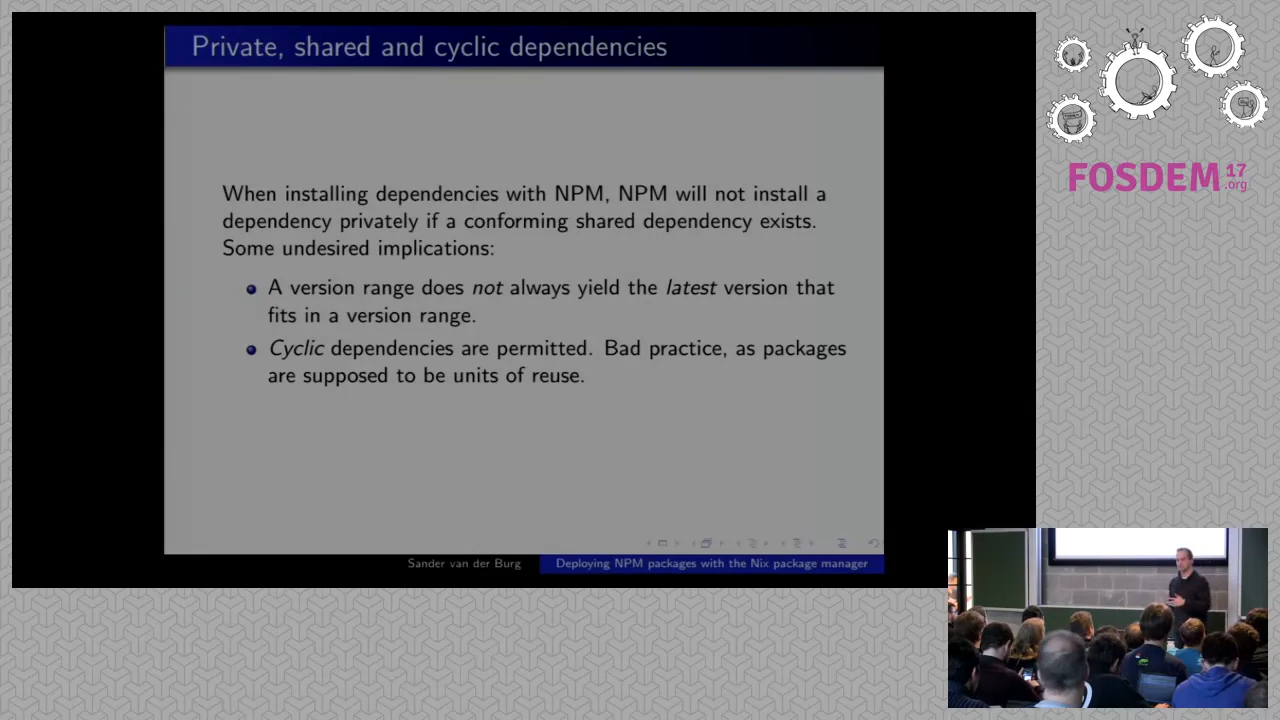 Private, shared and cyclic dependencies
When installing dependencies with NPM, NPM will not install a
dependency privately if a conforming shared dependency exists.
Some undesired implications:
A version range does not always yield the latest version that
fits in a version range.
Cyclic dependencies are permitted. Bad practice, as packages
are supposed to be units of reuse.
Sander van der Burg
Deploying NPM packages with the Nix package manager
FOSDEM 17
.org